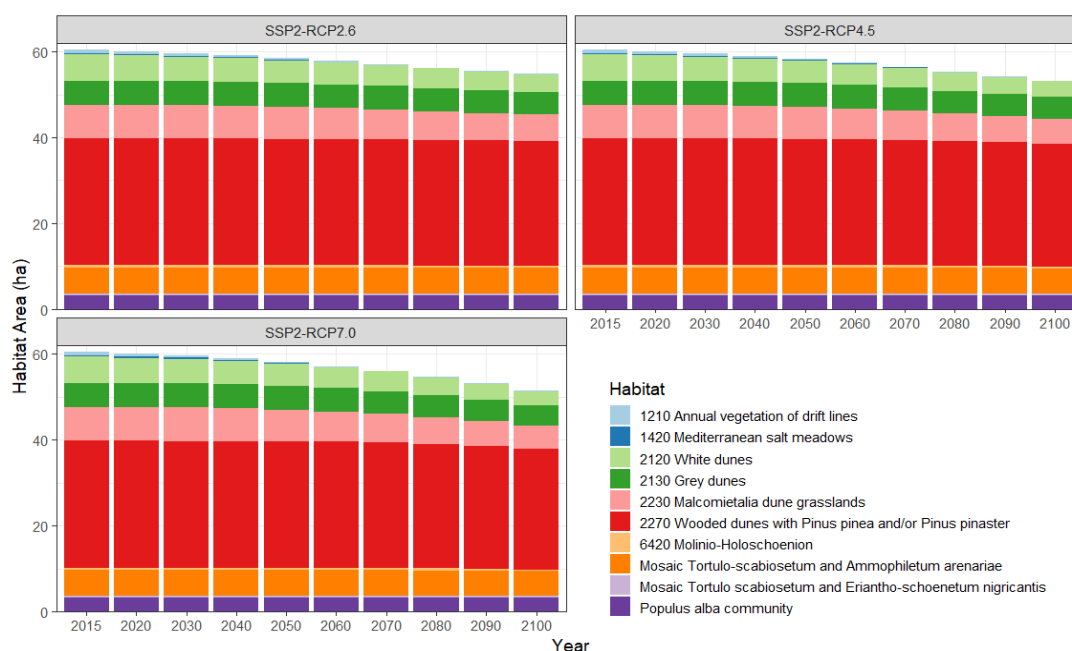 SSP2-RCP2.6
SSP2-RCP4.5
60
40
20
0
2015 2020 2030 2040 2050 2060 2070 2080 2090 2100
SSP2-RCP7.0
60
40
20
0
2015 2020 2030 2040 2050 2060 2070 2080 2090 2100
Habitat Area (ha)
Year
Habitat
1210 Annual vegetation of drift lines
1420 Mediterranean salt meadows
2120 White dunes
2130 Grey dunes
2230 Malcomietalia dune grasslands
2270 Wooded dunes with Pinus pinea and/or Pinus pinaster
6420 Molinio-Holoschoenion
Mosaic Tortulo-scabiosetum and Ammophiletum arenariae
Mosaic Tortulo scabiosetum and Eriantho-schoenetum nigricantis
Populus alba community